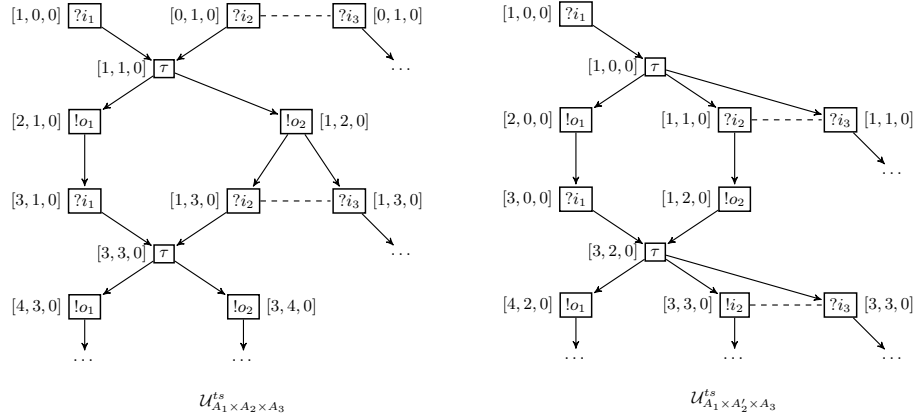 [1, 0, 0] ?i₁ [0, 1, 0] ?i₂ ?i₃ [0, 1, 0]
[1, 1, 0] τ ...
[2, 1, 0] !o₁ !o₂ [1, 2, 0]
[3, 1, 0] ?i₁ [1, 3, 0] ?i₂ ?i₃ [1, 3, 0]
[3, 3, 0] τ ...
[4, 3, 0] !o₁ !o₂ [3, 4, 0]
... ...
𝒰ᵗˢ_{A₁×A₂×A₃}
[1, 0, 0] ?i₁
[1, 0, 0] τ
[2, 0, 0] !o₁ [1, 1, 0] ?i₂ ?i₃ [1, 1, 0]
...
[3, 0, 0] ?i₁ [1, 2, 0] !o₂
[3, 2, 0] τ
[4, 2, 0] !o₁ [3, 3, 0] !i₂ ?i₃ [3, 3, 0]
... ... ...
𝒰ᵗˢ_{A₁×A₂′×A₃}